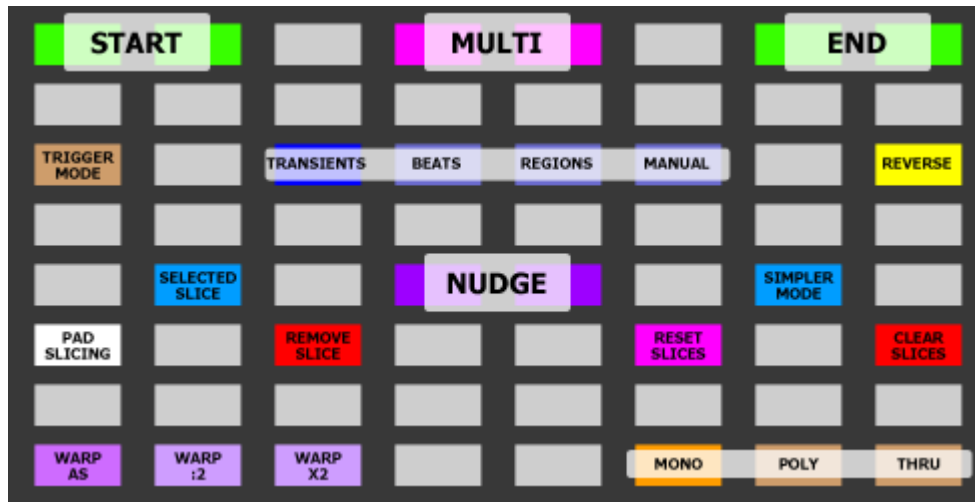 START MULTI END
TRIGGER
MODE
TRANSIENTS BEATS REGIONS MANUAL
REVERSE
SELECTED
SLICE
NUDGE
SIMPLER
MODE
PAD
SLICING
REMOVE
SLICE
RESET
SLICES
CLEAR
SLICES
WARP
AS
WARP
:2
WARP
X2
MONO POLY THRU